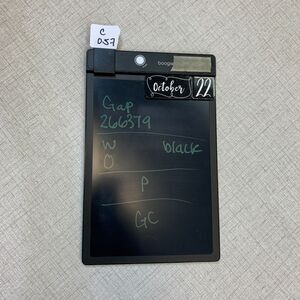 C
057
boogie
October 22
Gap
266379
W black
O
P
GC